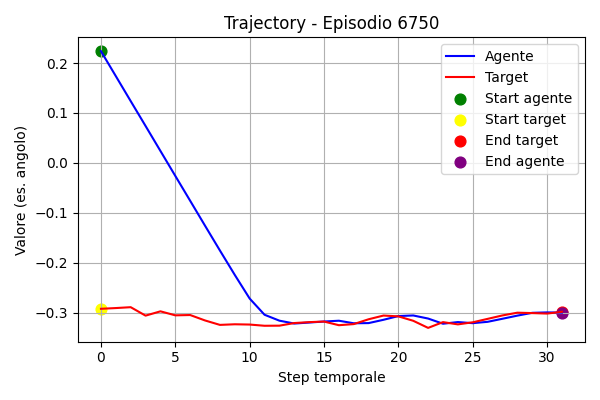 Trajectory - Episodio 6750
Valore (es. angolo)
0.2
0.1
0.0
−0.1
−0.2
−0.3
0 5 10 15 20 25 30
Step temporale
Agente
Target
Start agente
Start target
End target
End agente